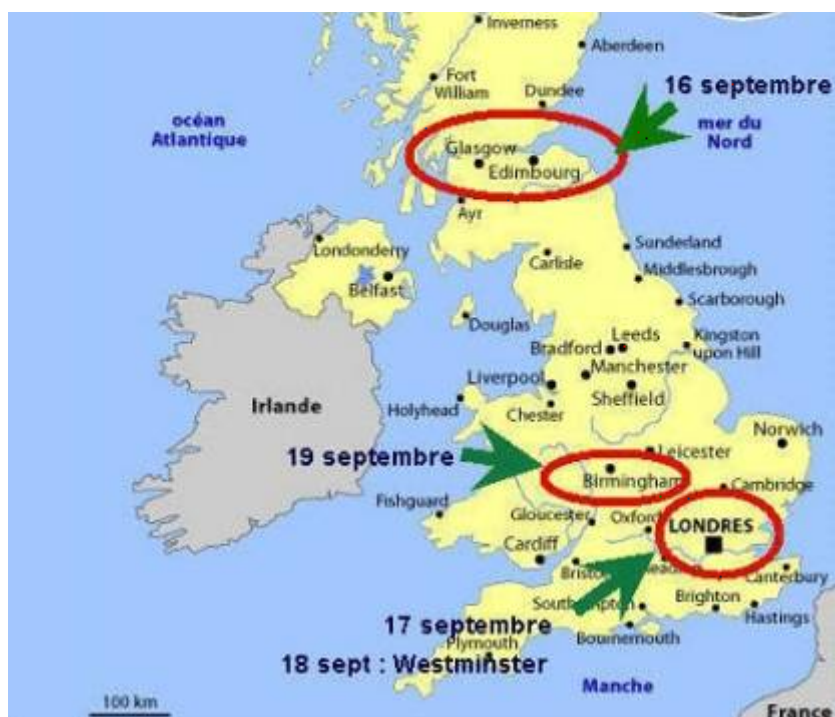 Inverness
Aberdeen
Fort
William
Dundee
16 septembre
océan
Atlantique
mer du
Nord
Glasgow
Edimbourg
Ayr
Londonderry
Belfast
Carlisle
Sunderland
Middlesbrough
Scarborough
Douglas
Leeds
Bradford
Kingston
upon Hill
Manchester
Liverpool
Sheffield
Irlande
Holyhead
Chester
Norwich
19 septembre
Leicester
Birmingham
Cambridge
Fishguard
Gloucester
Oxford
LONDRES
Cardiff
Bristol
Canterbury
Southampton
Brighton
Hastings
17 septembre
Bournemouth
Plymouth
18 sept : Westminster
Manche
100 km
France